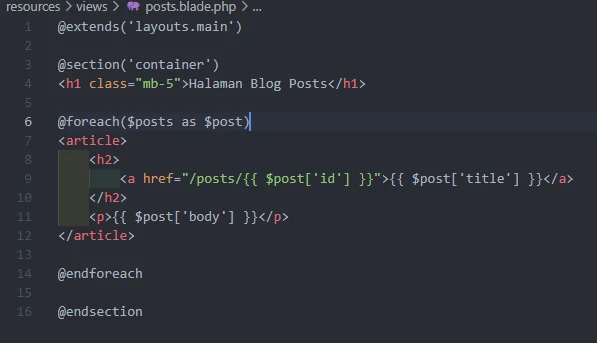 resources > views > posts.blade.php > ...
1 @extends('layouts.main')
2
3 @section('container')
4 <h1 class="mb-5">Halaman Blog Posts</h1>
5
6 @foreach($posts as $post)
7 <article>
8     <h2>
9         <a href="/posts/{{ $post['id'] }}">{{ $post['title'] }}</a>
10     </h2>
11     <p>{{ $post['body'] }}</p>
12 </article>
13
14 @endforeach
15
16 @endsection